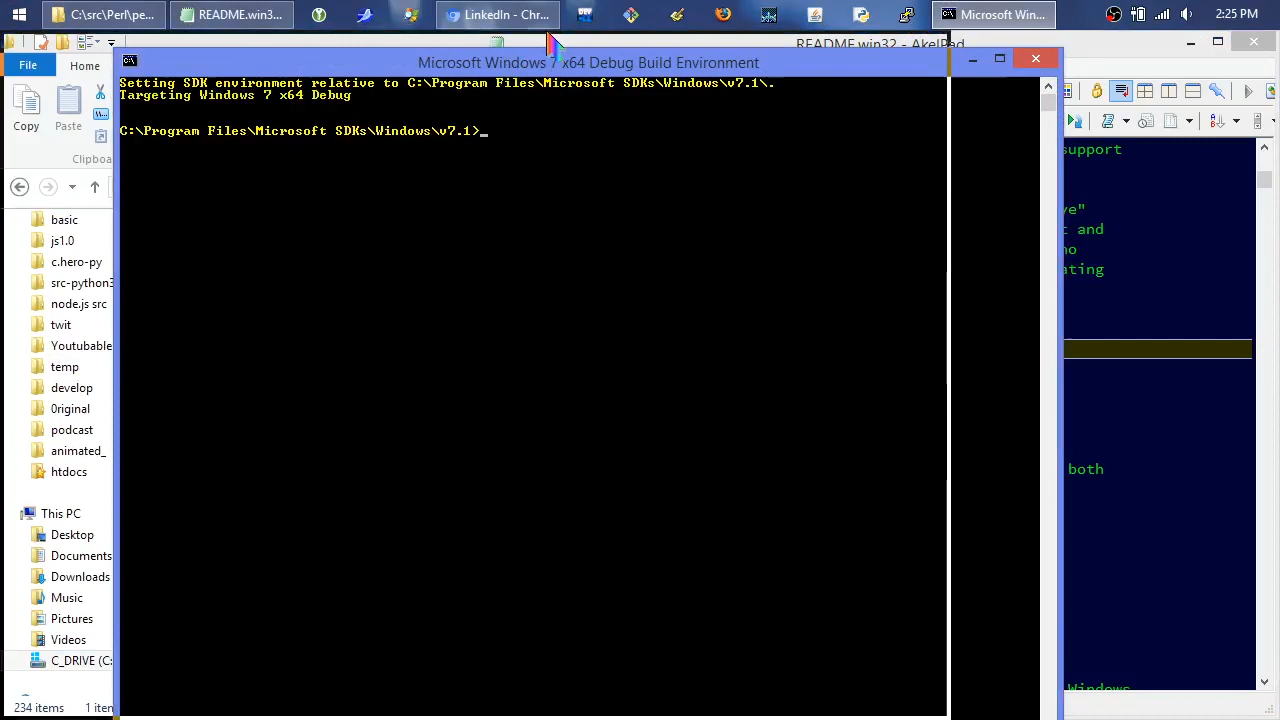 C:\src\Perl\pe...
README.win3...
LinkedIn - Chr...
Microsoft Win...
2:25 PM
README.win32 - AkelPad
Microsoft Windows 7 x64 Debug Build Environment
File
Home
Setting SDK environment relative to C:\Program Files\Microsoft SDKs\Windows\v7.1\.
Targeting Windows 7 x64 Debug
C:\Program Files\Microsoft SDKs\Windows\v7.1>_
Copy
Paste
Clipboa
support
ve"
and
no
ating
both
Windows
basic
js1.0
c.hero-py
src-python3
node.js src
twit
Youtubable
temp
develop
0riginal
podcast
animated_
htdocs
This PC
Desktop
Documents
Downloads
Music
Pictures
Videos
C_DRIVE (C:
234 items
1 iten